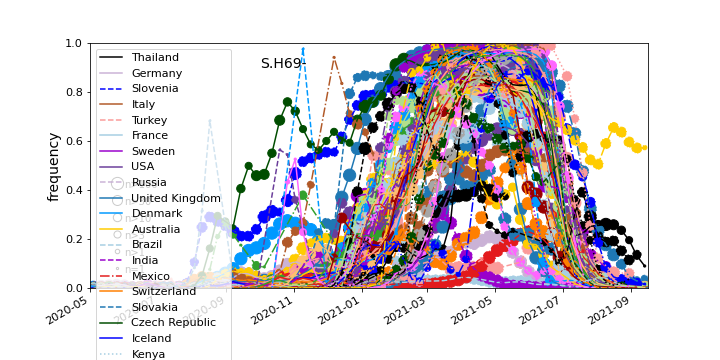 S.H69-
frequency
1.0
0.8
0.6
0.4
0.2
0.0
2020-05
2020-09
2020-11
2021-01
2021-03
2021-05
2021-07
2021-09
Thailand
Germany
Slovenia
Italy
Turkey
France
Sweden
USA
Russia
United Kingdom
Denmark
Australia
Brazil
India
Mexico
Switzerland
Slovakia
Czech Republic
Iceland
Kenya